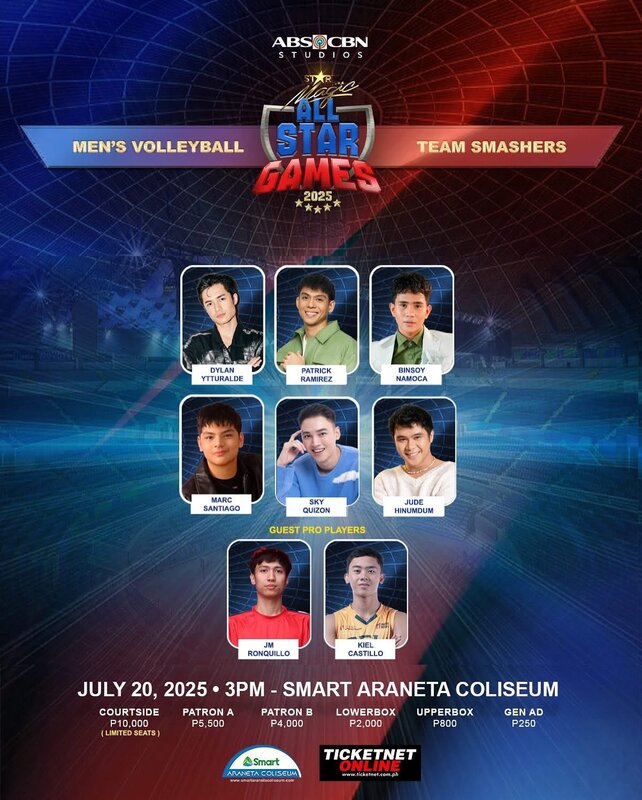 ABS CBN
STUDIOS
STAR
Magic
ALL
STAR
GAMES
2025
MEN'S VOLLEYBALL
TEAM SMASHERS
DYLAN
YTTURALDE
PATRICK
RAMIREZ
BINSOY
NAMOCA
MARC
SANTIAGO
SKY
QUIZON
JUDE
HINUMDUM
GUEST PRO PLAYERS
JM
RONQUILLO
KIEL
CASTILLO
JULY 20, 2025 • 3PM - SMART ARANETA COLISEUM
COURTSIDE PATRON A PATRON B LOWERBOX UPPERBOX GEN AD
P10,000 P5,500 P4,000 P2,000 P800 P250
( LIMITED SEATS )
Smart
ARANETA COLISEUM
www.smartaranetacoliseum.com
TICKETNET
ONLINE
www.ticketnet.com.ph